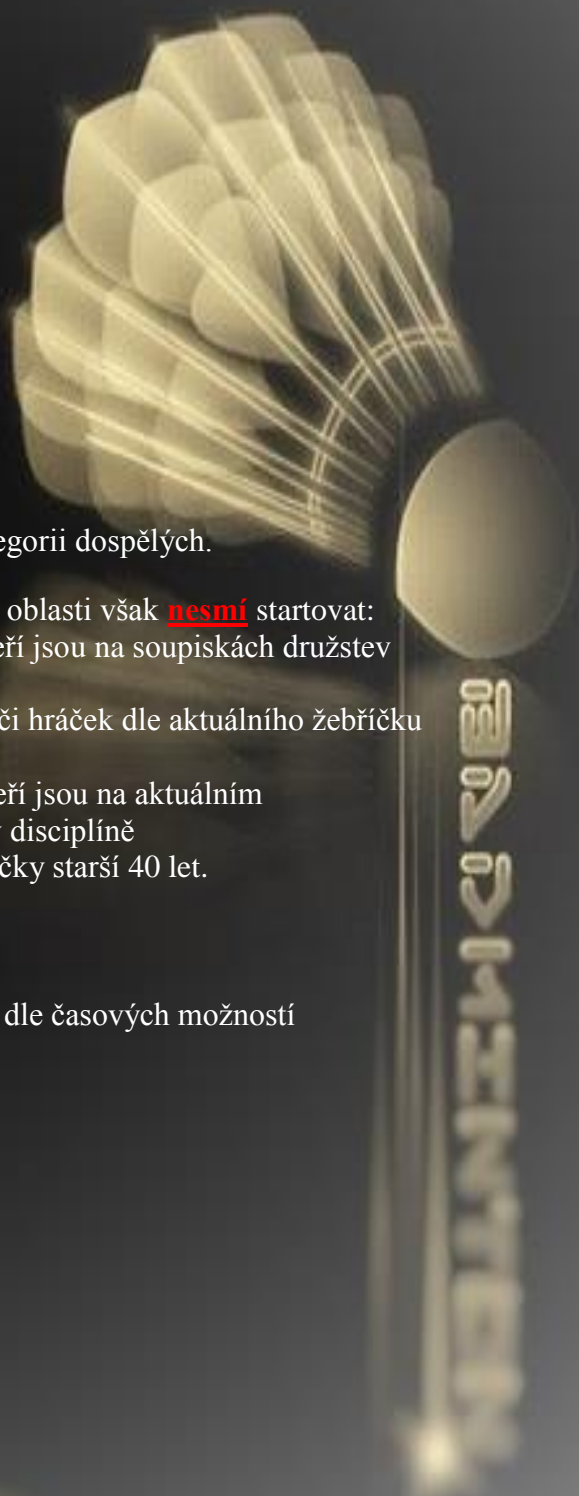 egorii dospělých.
oblasti však nesmí startovat:
eří jsou na soupiskách družstev
či hráček dle aktuálního žebříčku
eří jsou na aktuálním
v disciplíně
čky starší 40 let.
dle časových možností